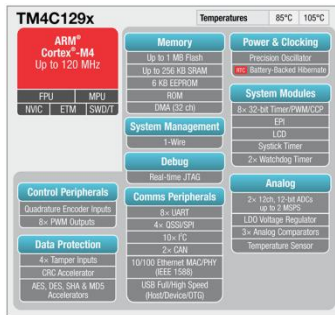 TM4C129x
Temperatures 85°C 105°C
ARM®
Cortex®-M4
Up to 120 MHz
FPU MPU
NVIC ETM SWD/T
Memory
Up to 1 MB Flash
Up to 256 KB SRAM
6 KB EEPROM
ROM
DMA (32 ch)
System Management
1-Wire
Debug
Real-time JTAG
Power & Clocking
Precision Oscillator
RTC Battery-Backed Hibernate
System Modules
8× 32-bit Timer/PWM/CCP
EPI
LCD
Systick Timer
2× Watchdog Timer
Control Peripherals
Quadrature Encoder Inputs
8× PWM Outputs
Data Protection
4× Tamper Inputs
CRC Accelerator
AES, DES, SHA & MD5
Accelerators
Comms Peripherals
8× UART
4× QSSI/SPI
10× I²C
2× CAN
10/100 Ethernet MAC/PHY
(IEEE 1588)
USB Full/High Speed
(Host/Device/OTG)
Analog
2× 12ch, 12-bit ADCs
up to 2 MSPS
LDO Voltage Regulator
3× Analog Comparators
Temperature Sensor